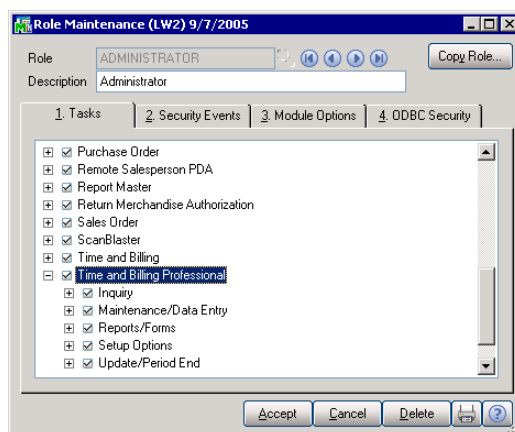 Role Maintenance (LW2) 9/7/2005
Role ADMINISTRATOR Copy Role...
Description Administrator
1. Tasks 2. Security Events 3. Module Options 4. ODBC Security
Purchase Order
Remote Salesperson PDA
Report Master
Return Merchandise Authorization
Sales Order
ScanBlaster
Time and Billing
Time and Billing Professional
Inquiry
Maintenance/Data Entry
Reports/Forms
Setup Options
Update/Period End
Accept Cancel Delete